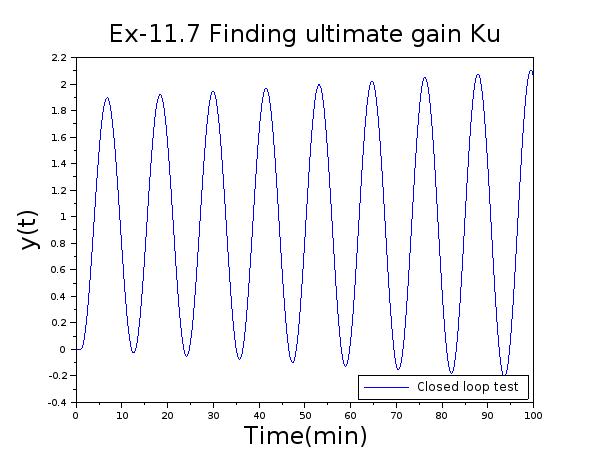 Ex-11.7 Finding ultimate gain Ku
2.2
2
1.8
1.6
1.4
1.2
1
0.8
0.6
0.4
0.2
0
-0.2
-0.4
y(t)
Closed loop test
0 10 20 30 40 50 60 70 80 90 100
Time(min)